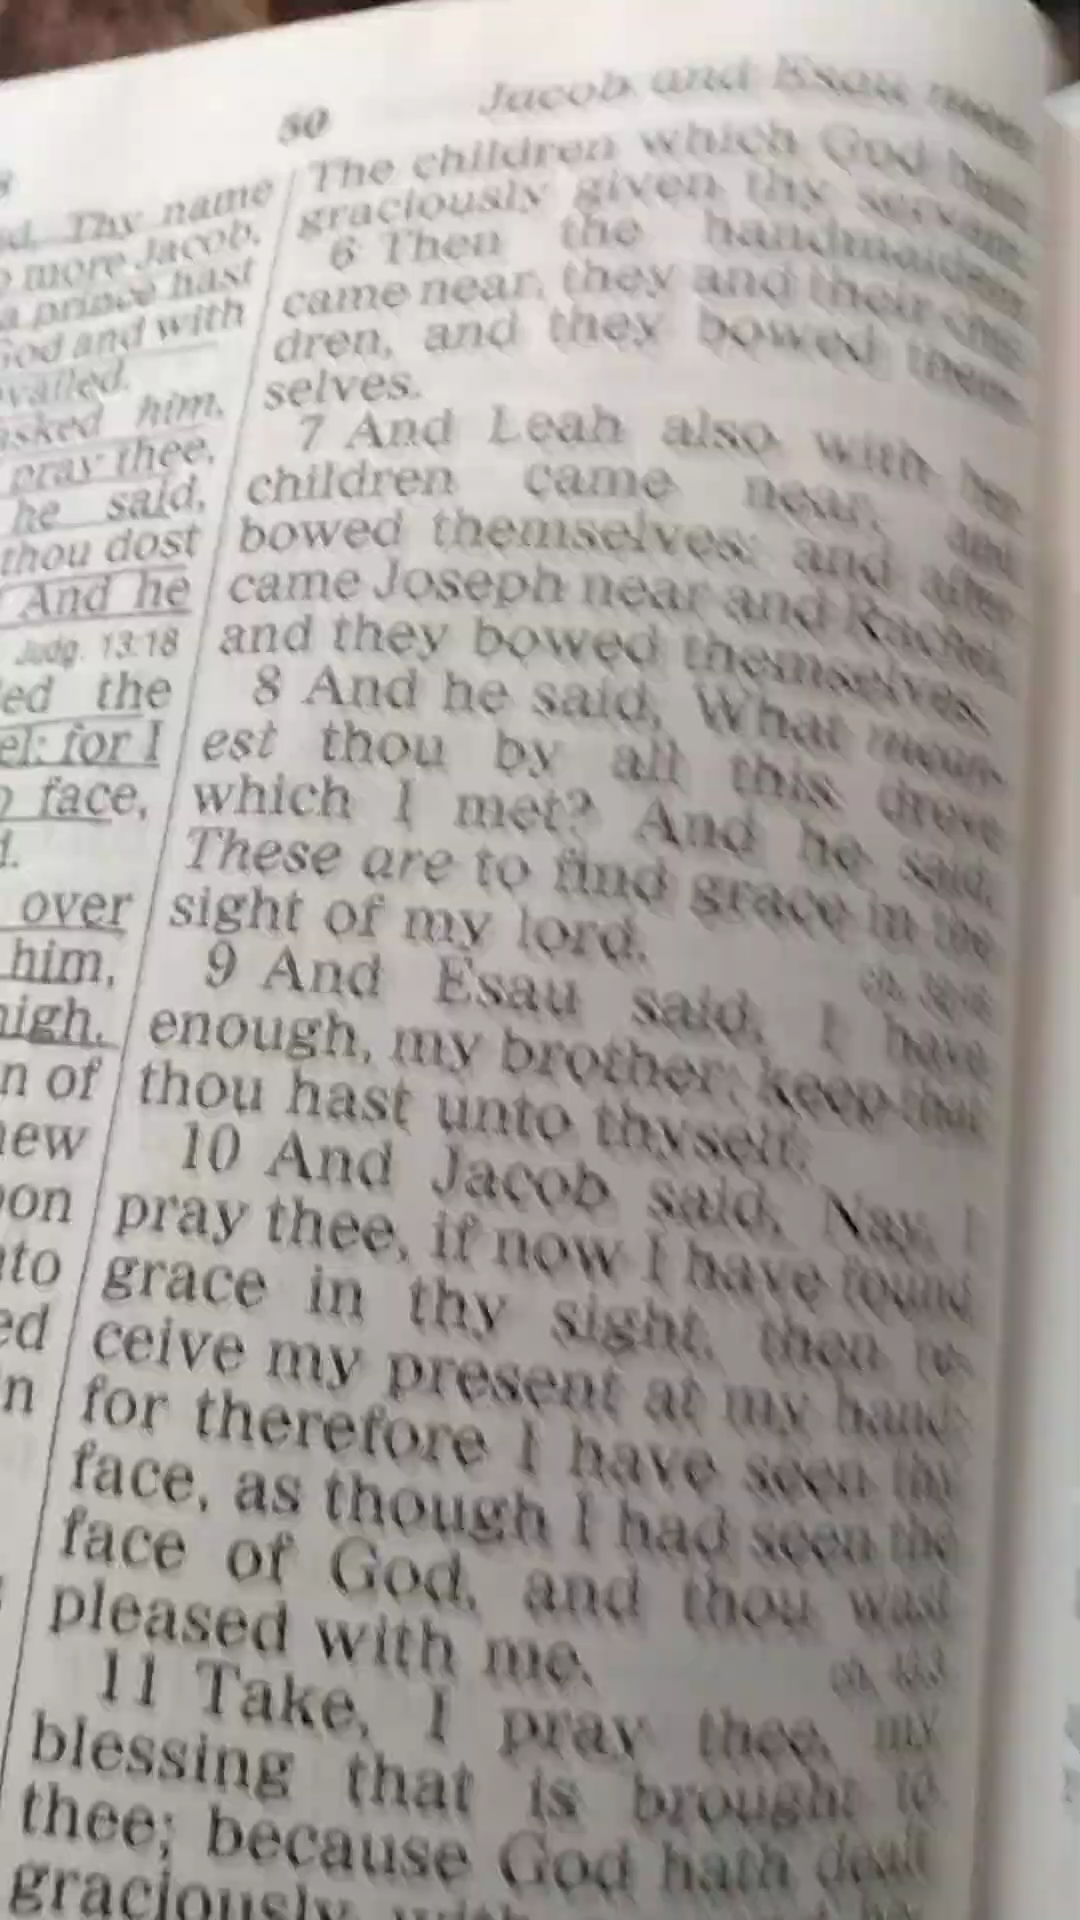 50
Jacob and Esau meet
d, Thy name
more Jacob,
a prince hast
God and with
vailed.
asked him,
pray thee,
he said,
thou dost
And he
Judg. 13:18
ed the
el: for I
face,
over
him,
high.
n of
new
on
to
ed
n
The children which God hath
graciously given thy servant.
6 Then the handmaidens
came near, they and their chil-
dren, and they bowed them-
selves.
7 And Leah also with her
children came near, and
bowed themselves: and after
came Joseph near and Rachel,
and they bowed themselves.
8 And he said, What mean-
est thou by all this drove
which I met? And he said,
These are to find grace in the
sight of my lord.
9 And Esau said, I have
enough, my brother; keep that
thou hast unto thyself.
10 And Jacob said, Nay, I
pray thee, if now I have found
grace in thy sight, then re-
ceive my present at my hand:
for therefore I have seen thy
face, as though I had seen the
face of God, and thou wast
pleased with me.
11 Take, I pray thee, my
blessing that is brought to
thee; because God hath dealt
graciously with